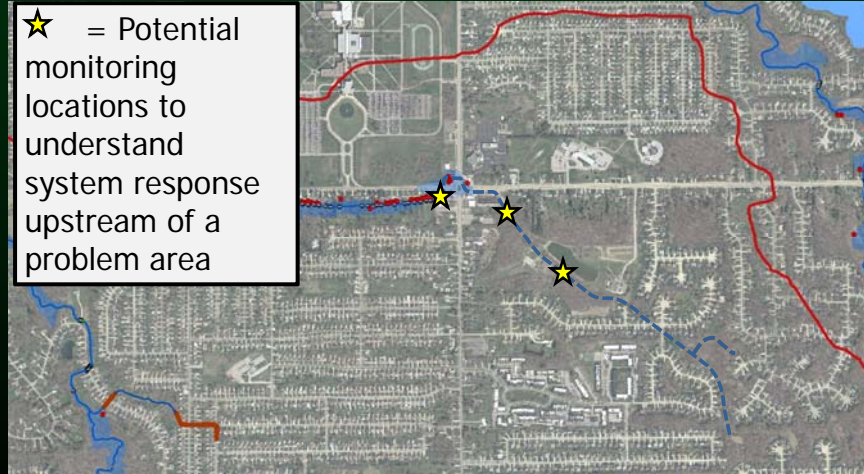 = Potential
monitoring
locations to
understand
system response
upstream of a
problem area